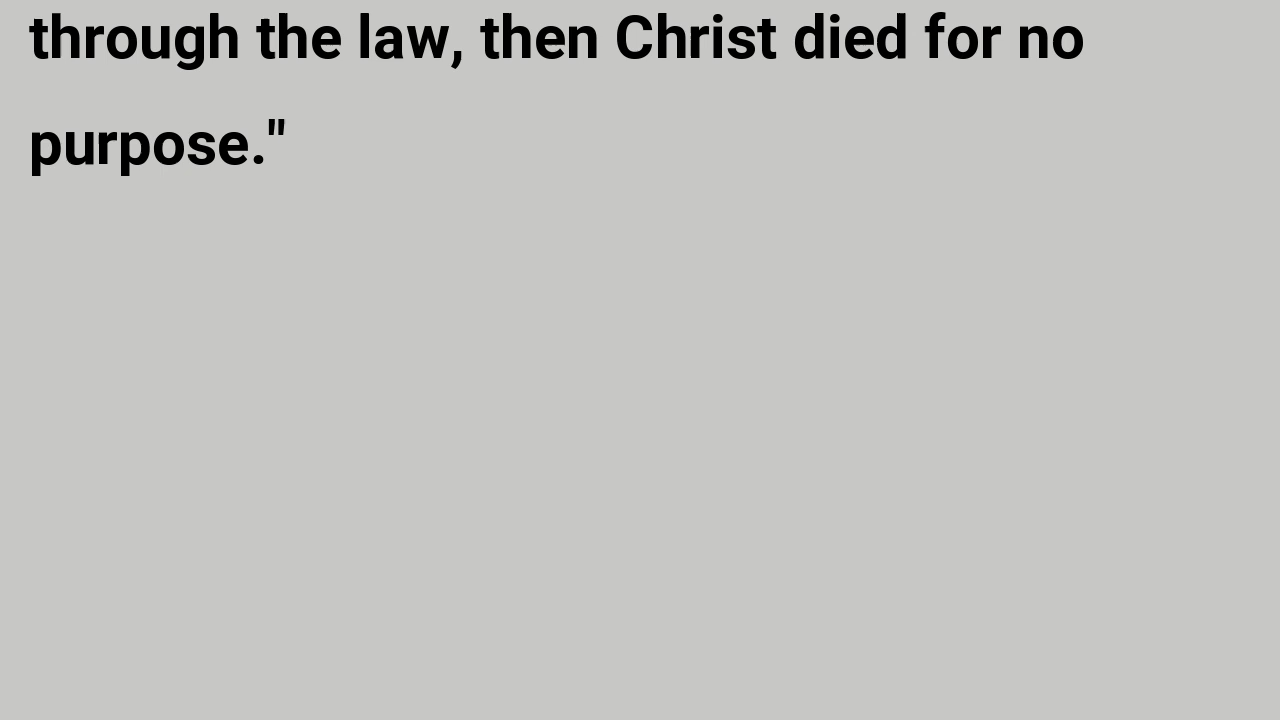 through the law, then Christ died for no
purpose."